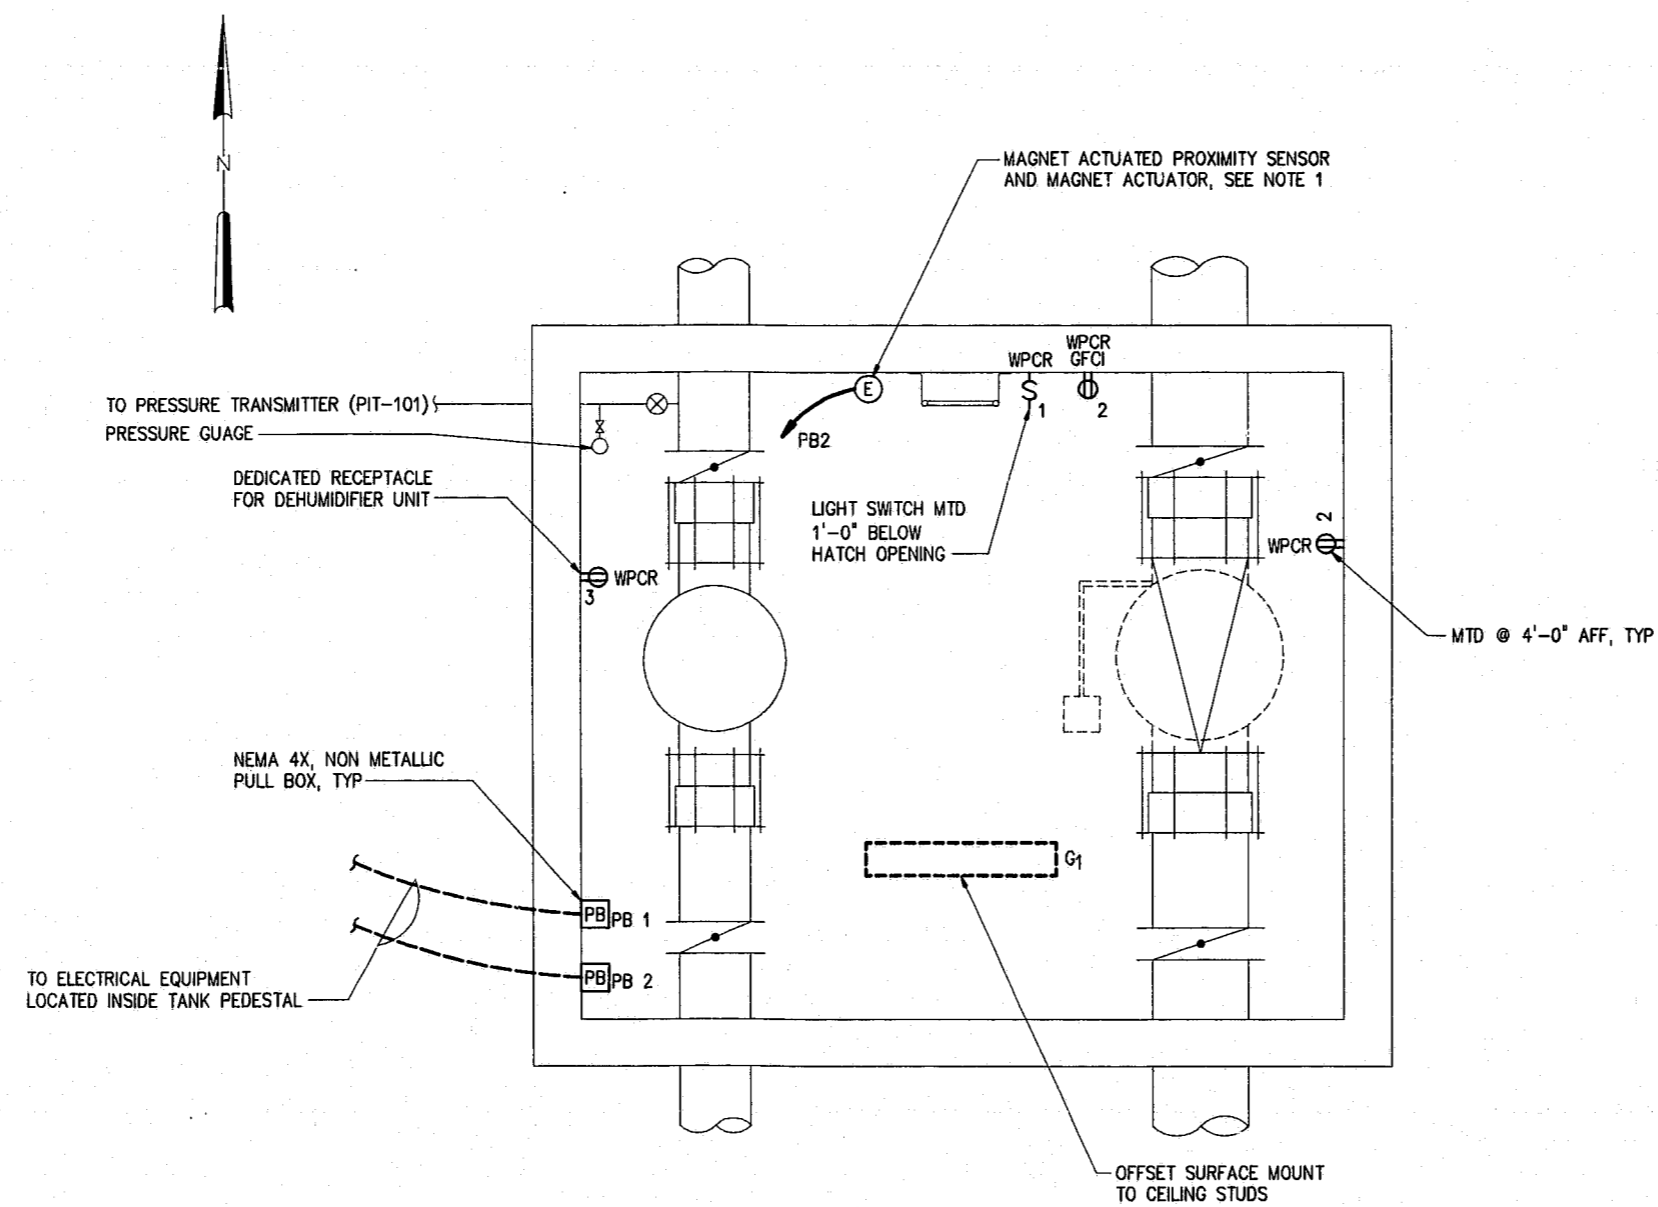 N
MAGNET ACTUATED PROXIMITY SENSOR
AND MAGNET ACTUATOR, SEE NOTE 1
WPCR
GFCI
WPCR
E
S
1
2
PB2
TO PRESSURE TRANSMITTER (PIT-101)
PRESSURE GUAGE
DEDICATED RECEPTACLE
FOR DEHUMIDIFIER UNIT
LIGHT SWITCH MTD
1'-0" BELOW
HATCH OPENING
WPCR
2
WPCR
3
MTD @ 4'-0" AFF, TYP
NEMA 4X, NON METALLIC
PULL BOX, TYP
G1
PB PB 1
PB PB 2
TO ELECTRICAL EQUIPMENT
LOCATED INSIDE TANK PEDESTAL
OFFSET SURFACE MOUNT
TO CEILING STUDS